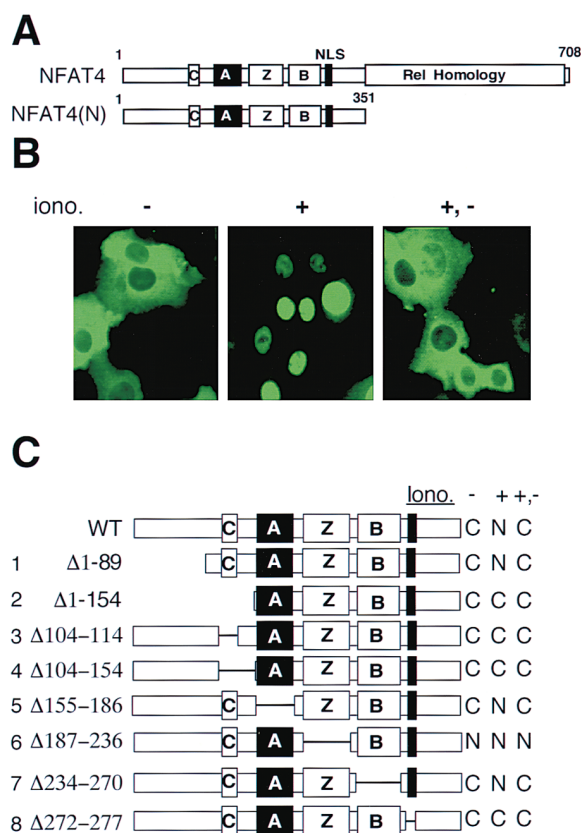 A
1 NLS 708
NFAT4 C A Z B Rel Homology
1 351
NFAT4(N) C A Z B
B
iono. - + +, -
C
Iono. - + +,-
WT C A Z B C N C
1 Δ1-89 C A Z B C N C
2 Δ1-154 A Z B C C C
3 Δ104–114 A Z B C C C
4 Δ104–154 A Z B C C C
5 Δ155–186 C Z B C N C
6 Δ187–236 C A B N N N
7 Δ234–270 C A Z C N C
8 Δ272–277 C A Z B C C C